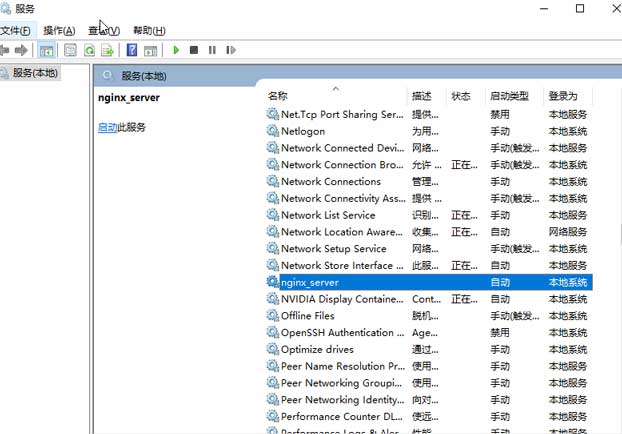 服务
文件(F) 操作(A) 查看(V) 帮助(H)
服务(本地)
服务(本地)
nginx_server
启动此服务
名称 描述 状态 启动类型 登录为
Net.Tcp Port Sharing Ser... 提供... 禁用 本地服务
Netlogon 为用... 手动 本地系统
Network Connected Devi... 网络... 手动(触发... 本地服务
Network Connection Bro... 允许 ... 正在... 手动(触发... 本地系统
Network Connections 管理... 手动 本地系统
Network Connectivity Ass... 提供 ... 手动(触发... 本地系统
Network List Service 识别... 正在... 手动 本地服务
Network Location Aware... 收集... 正在... 自动 网络服务
Network Setup Service 网络... 手动(触发... 本地系统
Network Store Interface ... 此服... 正在... 自动 本地服务
nginx_server 自动 本地系统
NVIDIA Display Containe... Cont... 正在... 自动 本地系统
Offline Files 脱机... 手动(触发... 本地系统
OpenSSH Authentication ... Age... 禁用 本地系统
Optimize drives 通过... 手动 本地系统
Peer Name Resolution Pr... 使用... 手动 本地服务
Peer Networking Groupi... 使用... 手动 本地服务
Peer Networking Identity... 向对... 手动 本地服务
Performance Counter DL... 使远... 手动 本地服务
Performance Logs & Aler... 性能... 手动 本地服务